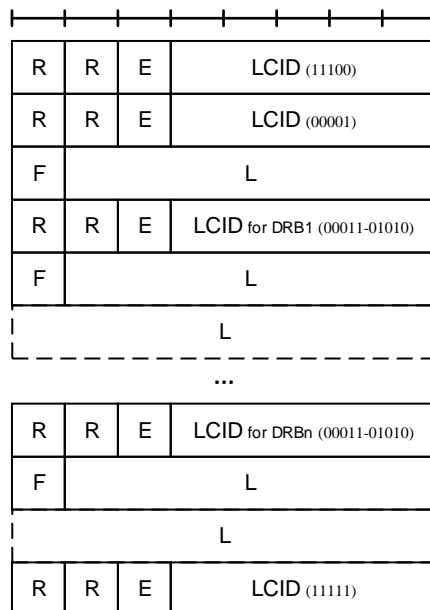 R R E LCID (11100)
R R E LCID (00001)
F L
R R E LCID for DRB1 (00011-01010)
F L
L
...
R R E LCID for DRBn (00011-01010)
F L
L
R R E LCID (11111)